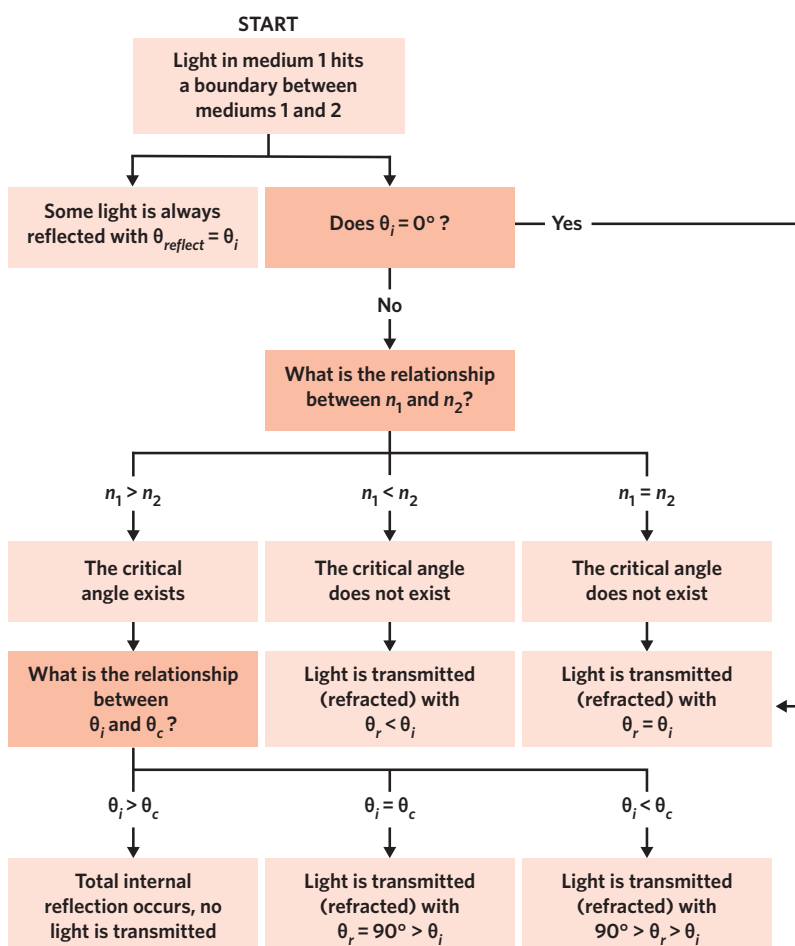 START
Light in medium 1 hits
a boundary between
mediums 1 and 2
Some light is always
reflected with θreflect = θi
Does θi = 0° ?
Yes
No
What is the relationship
between n1 and n2?
n1 > n2
n1 < n2
n1 = n2
The critical
angle exists
The critical angle
does not exist
The critical angle
does not exist
What is the relationship
between
θi and θc ?
Light is transmitted
(refracted) with
θr < θi
Light is transmitted
(refracted) with
θr = θi
θi > θc
θi = θc
θi < θc
Total internal
reflection occurs, no
light is transmitted
Light is transmitted
(refracted) with
θr = 90° > θi
Light is transmitted
(refracted) with
90° > θr > θi